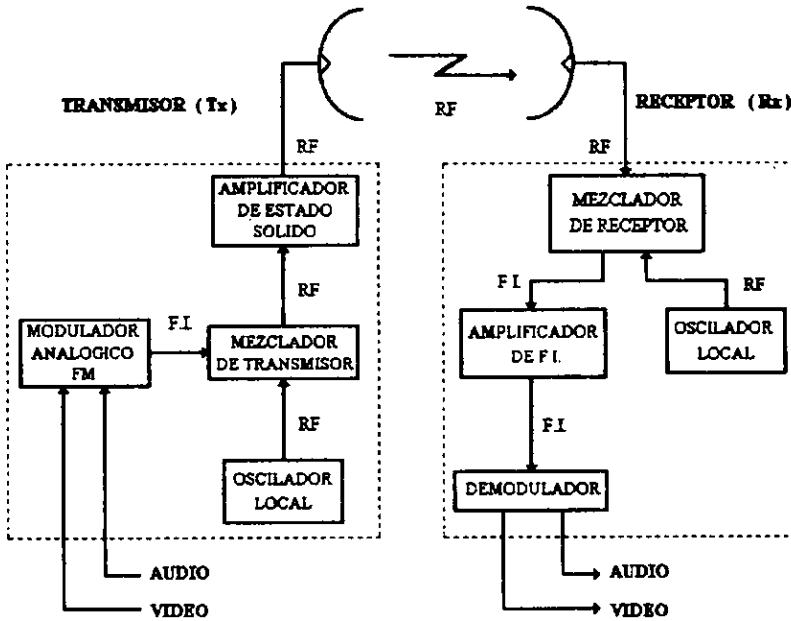 TRANSMISOR (Tx)
RF
RECEPTOR (Rx)
RF
RF
AMPLIFICADOR
DE ESTADO
SOLIDO
MEZCLADOR
DE RECEPTOR
RF
F.I.
RF
MODULADOR
ANALOGICO
FM
F.I.
MEZCLADOR
DE TRANSMISOR
AMPLIFICADOR
DE F.I.
OSCILADOR
LOCAL
RF
F.I.
OSCILADOR
LOCAL
DEMODULADOR
AUDIO
VIDEO
AUDIO
VIDEO